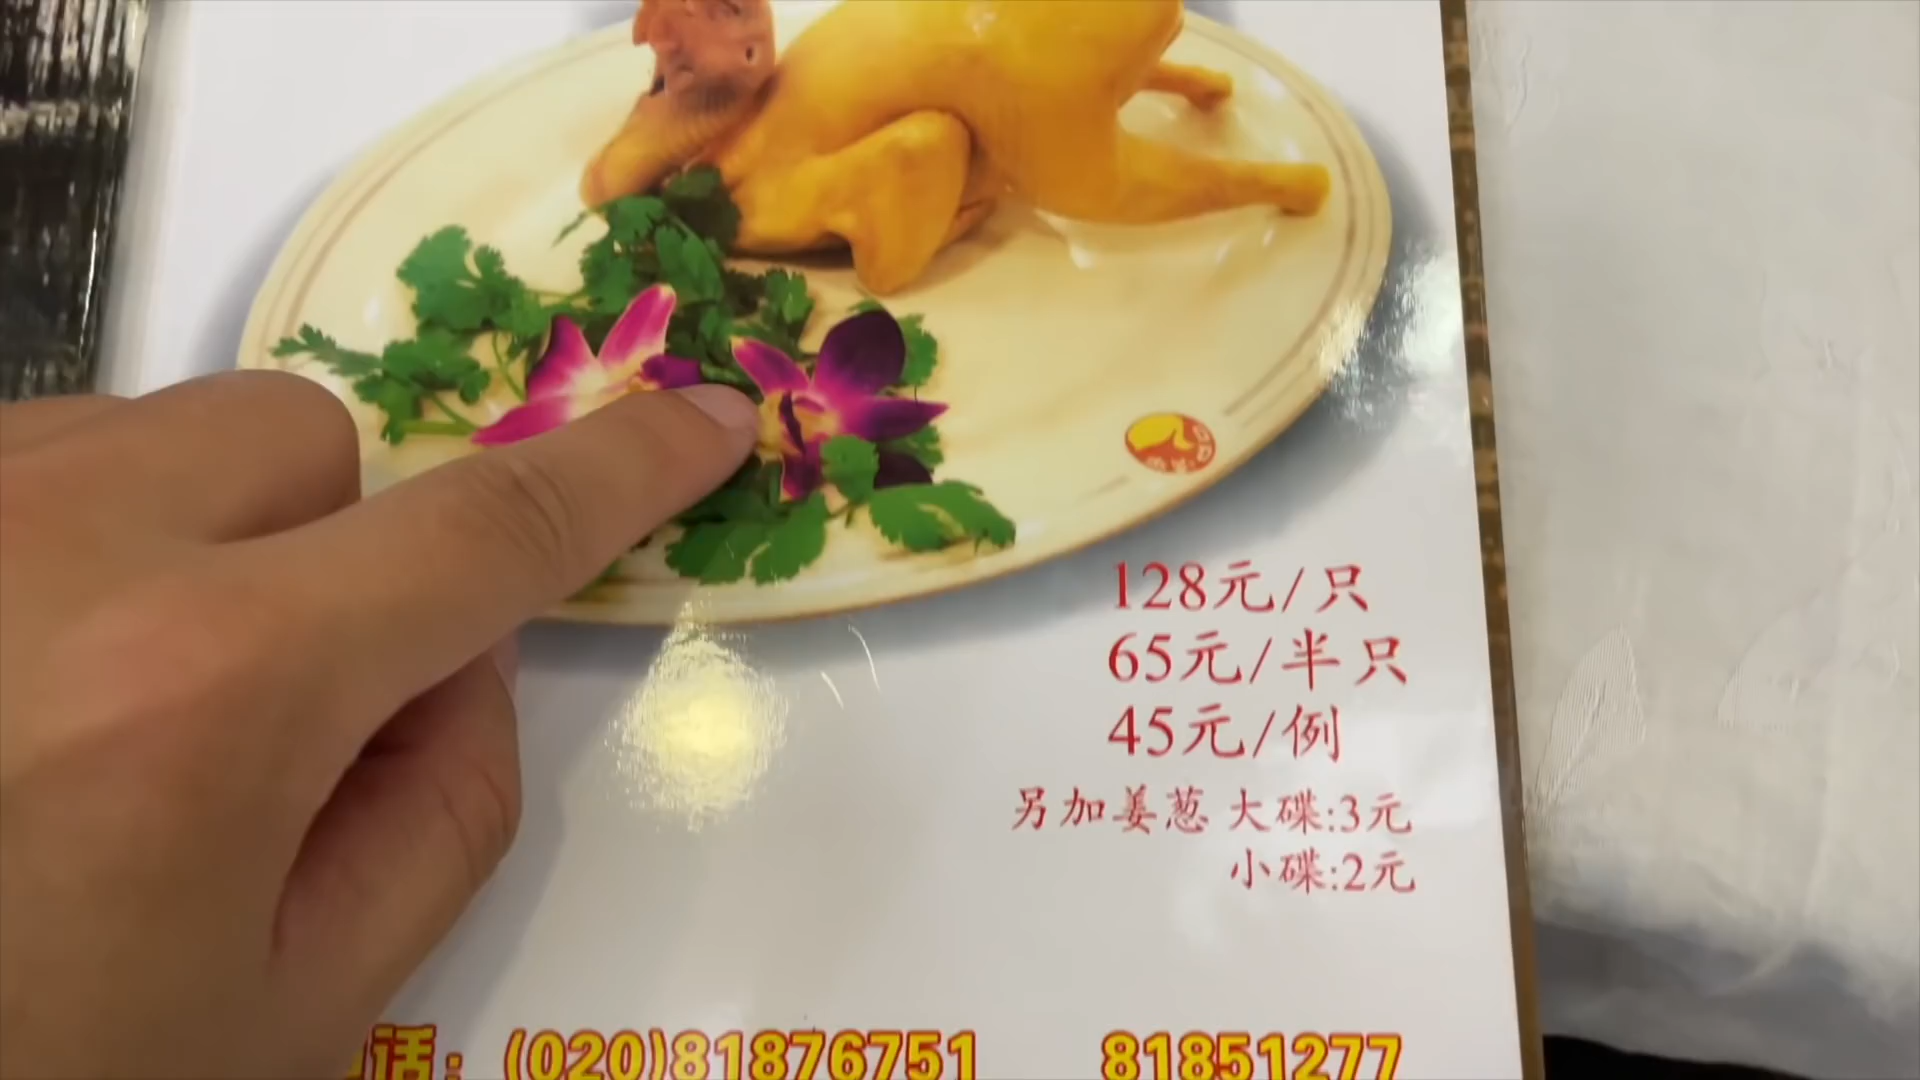 128元/只
65元/半只
45元/例
另加姜葱 大碟:3元
小碟:2元
话: (020)81876751 81851277